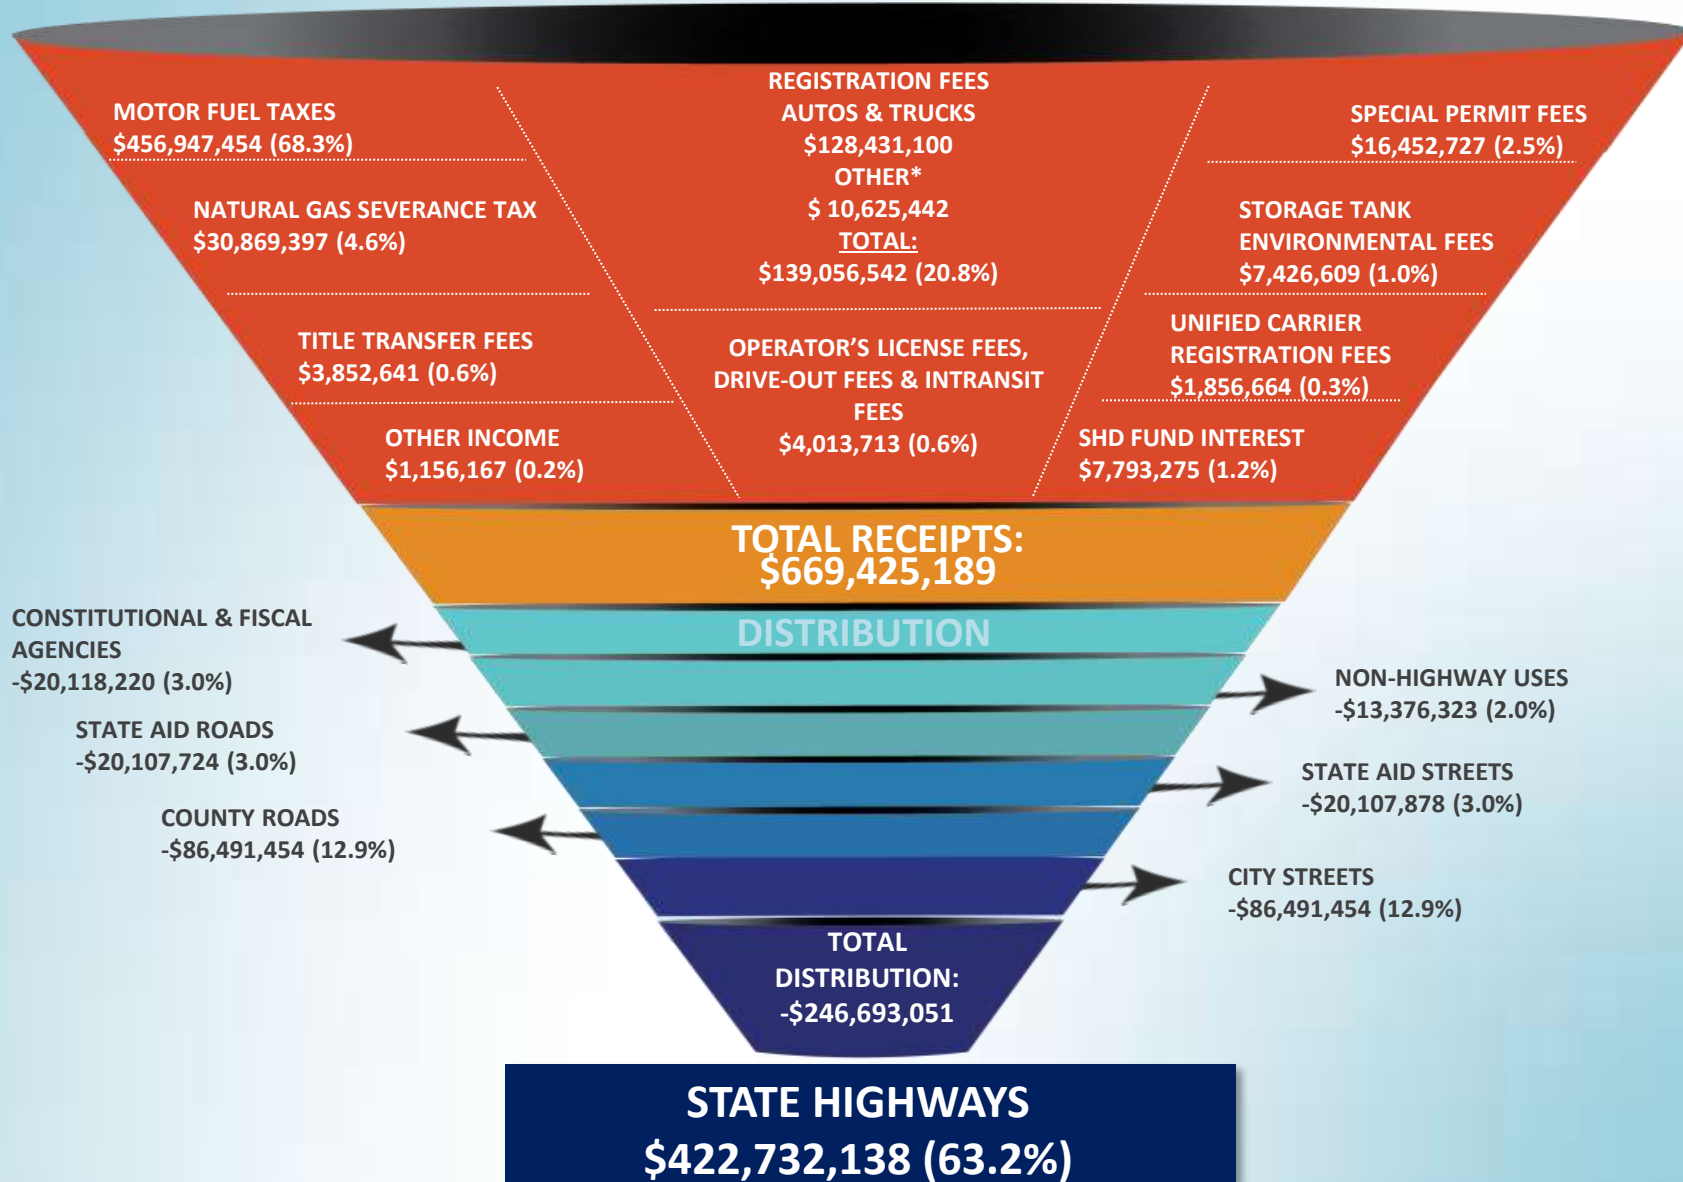 MOTOR FUEL TAXES
$456,947,454 (68.3%)
NATURAL GAS SEVERANCE TAX
$30,869,397 (4.6%)
TITLE TRANSFER FEES
$3,852,641 (0.6%)
OTHER INCOME
$1,156,167 (0.2%)
REGISTRATION FEES
AUTOS & TRUCKS
$128,431,100
OTHER*
$ 10,625,442
TOTAL:
$139,056,542 (20.8%)
OPERATOR’S LICENSE FEES,
DRIVE-OUT FEES & INTRANSIT
FEES
$4,013,713 (0.6%)
SPECIAL PERMIT FEES
$16,452,727 (2.5%)
STORAGE TANK
ENVIRONMENTAL FEES
$7,426,609 (1.0%)
UNIFIED CARRIER
REGISTRATION FEES
$1,856,664 (0.3%)
SHD FUND INTEREST
$7,793,275 (1.2%)
TOTAL RECEIPTS:
$669,425,189
DISTRIBUTION
CONSTITUTIONAL & FISCAL
AGENCIES
-$20,118,220 (3.0%)
NON-HIGHWAY USES
-$13,376,323 (2.0%)
STATE AID ROADS
-$20,107,724 (3.0%)
STATE AID STREETS
-$20,107,878 (3.0%)
COUNTY ROADS
-$86,491,454 (12.9%)
CITY STREETS
-$86,491,454 (12.9%)
TOTAL
DISTRIBUTION:
-$246,693,051
STATE HIGHWAYS
$422,732,138 (63.2%)